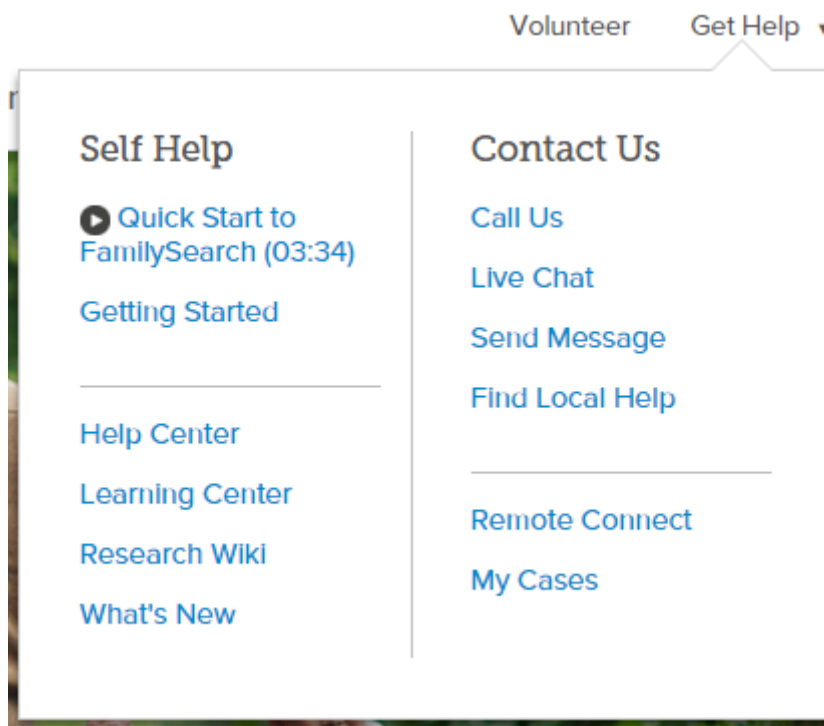 Volunteer
Get Help
Self Help
Quick Start to
FamilySearch (03:34)
Getting Started
Help Center
Learning Center
Research Wiki
What's New
Contact Us
Call Us
Live Chat
Send Message
Find Local Help
Remote Connect
My Cases